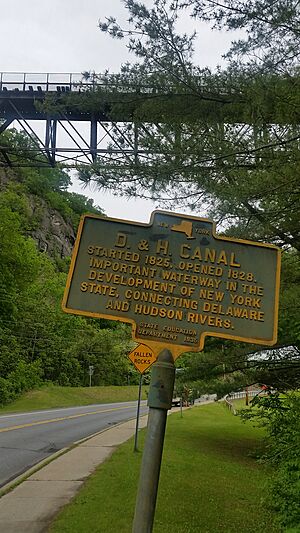 NEW YORK
D. & H. CANAL
STARTED 1825, OPENED 1828.
IMPORTANT WATERWAY IN THE
DEVELOPMENT OF NEW YORK
STATE, CONNECTING DELAWARE
AND HUDSON RIVERS.
STATE EDUCATION
FALLEN
ROCKS